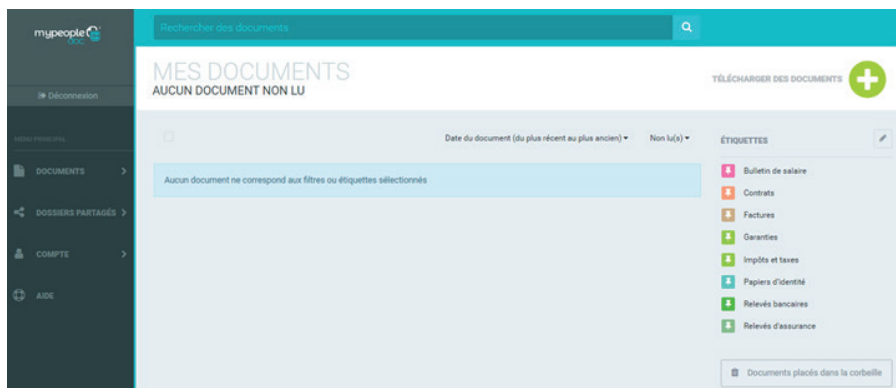 mypeople
doc
Rechercher des documents
Déconnexion
MES DOCUMENTS
AUCUN DOCUMENT NON LU
TÉLÉCHARGER DES DOCUMENTS
MENU PRINCIPAL
DOCUMENTS
DOSSIERS PARTAGÉS
COMPTE
AIDE
Date du document (du plus récent au plus ancien)
Non lu(s)
Aucun document ne correspond aux filtres ou étiquettes sélectionnés
ÉTIQUETTES
Bulletin de salaire
Contrats
Factures
Garanties
Impôts et taxes
Papiers d'identité
Relevés bancaires
Relevés d'assurance
Documents placés dans la corbeille